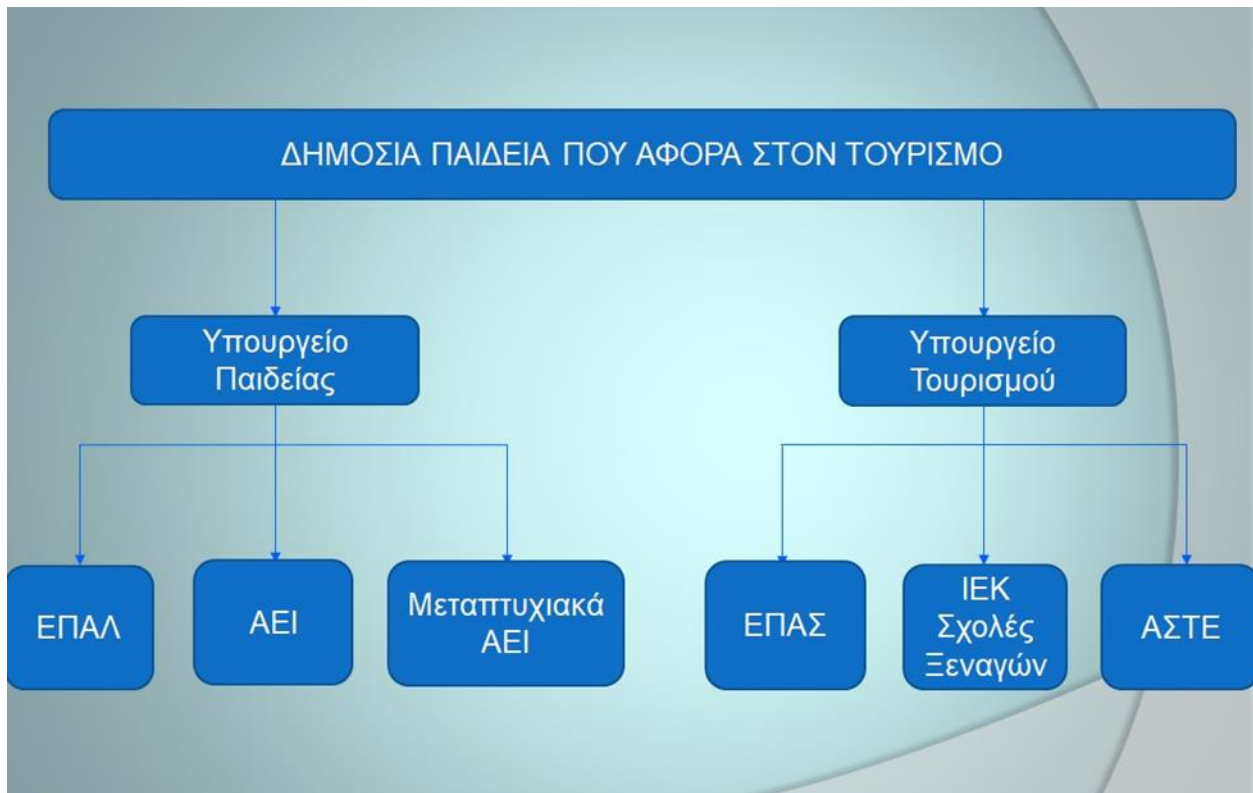 ΔΗΜΟΣΙΑ ΠΑΙΔΕΙΑ ΠΟΥ ΑΦΟΡΑ ΣΤΟΝ ΤΟΥΡΙΣΜΟ
Υπουργείο
Παιδείας
Υπουργείο
Τουρισμού
ΕΠΑΛ
ΑΕΙ
Μεταπτυχιακά
ΑΕΙ
ΕΠΑΣ
ΙΕΚ
Σχολές
Ξεναγών
ΑΣΤΕ